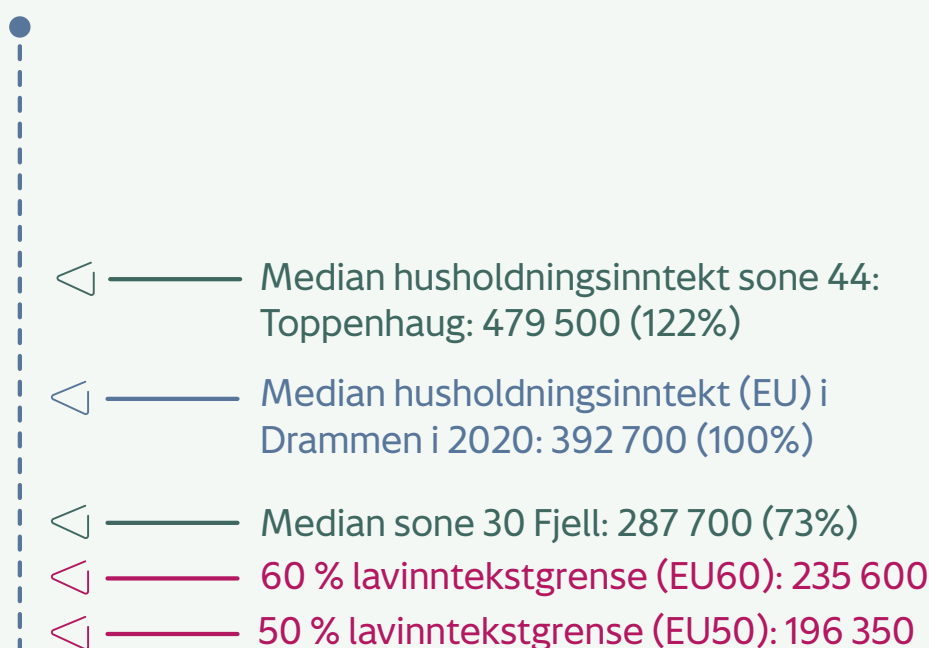 Median husholdningsinntekt sone 44:
Toppenhaug: 479 500 (122%)
Median husholdningsinntekt (EU) i
Drammen i 2020: 392 700 (100%)
Median sone 30 Fjell: 287 700 (73%)
60 % lavinntekstgrense (EU60): 235 600
50 % lavinntekstgrense (EU50): 196 350